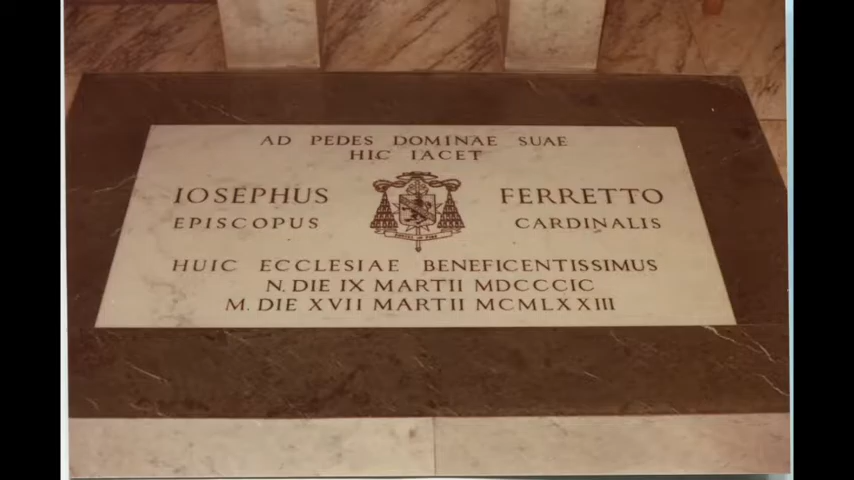 AD PEDES DOMINAE SUAE
HIC IACET
IOSEPHUS FERRETTO
EPISCOPUS CARDINALIS
HUIC ECCLESIAE BENEFICENTISSIMUS
N. DIE IX MARTII MDCCCIC
M. DIE XVII MARTII MCMLXXIII